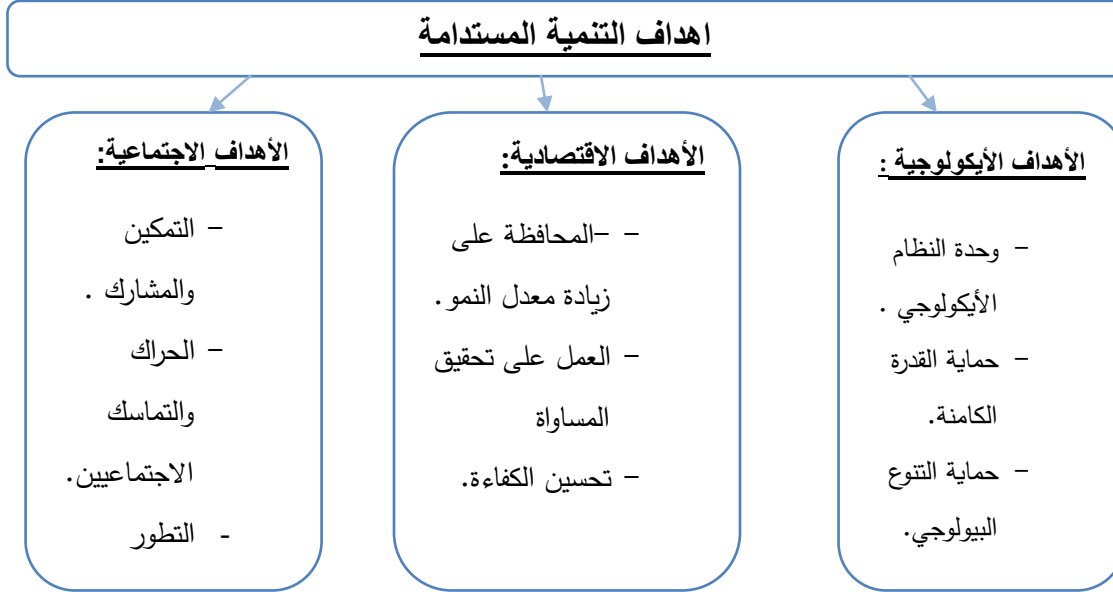 اهداف التنمية المستدامة
الأهداف الأيكولوجية :
– وحدة النظام
الأيكولوجي .
– حماية القدرة
الكامنة.
– حماية التنوع
البيولوجي.
الأهداف الاقتصادية:
– –المحافظة على
زيادة معدل النمو.
– العمل على تحقيق
المساواة
– تحسين الكفاءة.
الأهداف الاجتماعية:
– التمكين
والمشارك .
– الحراك
والتماسك
الاجتماعيين.
- التطور